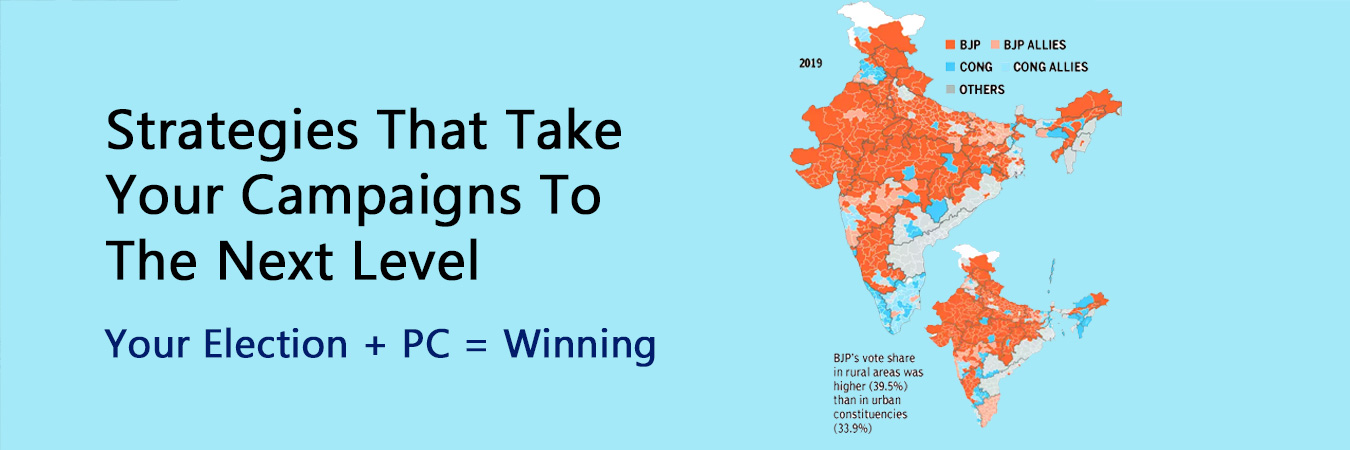 Strategies That Take
Your Campaigns To
The Next Level
Your Election + PC = Winning
2019
BJP BJP ALLIES
CONG CONG ALLIES
OTHERS
BJP's vote share
in rural areas was
higher (39.5%)
than in urban
constituencies
(33.9%)